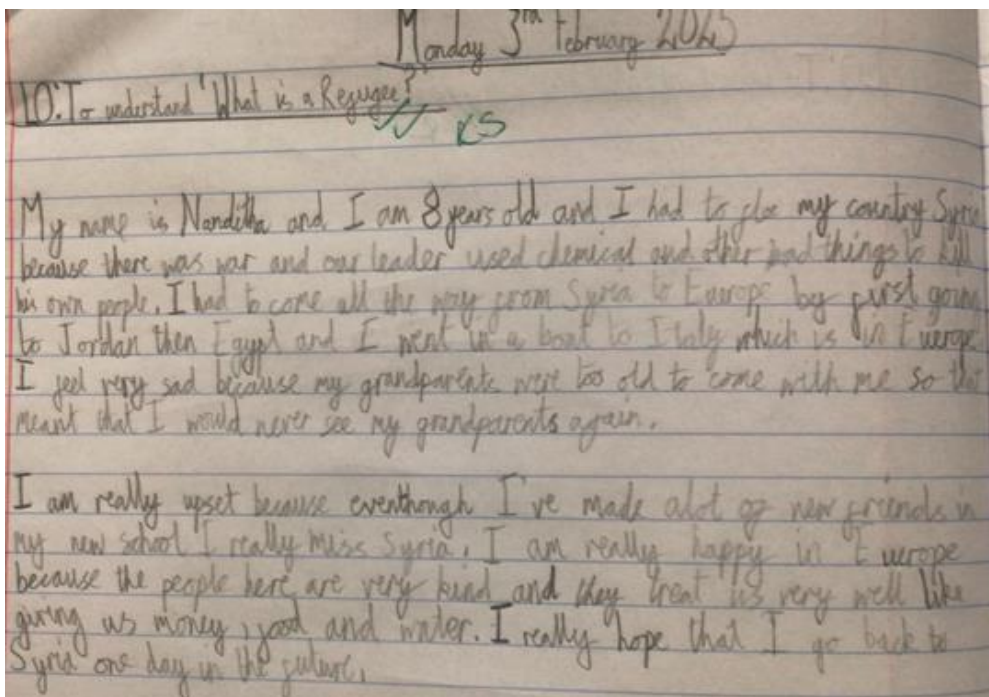 Monday 3rd February 2025
LO: To understand 'What is a Refugee?'
KS
My name is Nanditha and I am 8 years old and I had to flee my country Syria
because there was war and our leader used chemical and other bad things to kill
his own people. I had to come all the way from Syria to Euerope by first going
to Jordan then Egypt and I went in a boat to Italy which is in Euerope
I feel very sad because my grandparents were too old to come with me so that
meant that I would never see my grandparents again.
I am really upset because eventhough I've made alot of new friends in
my new school I really miss Syria. I am really happy in Euerope
because the people here are very kind and they treat us very well like
giving us money, food and water. I really hope that I go back to
Syria one day in the future.